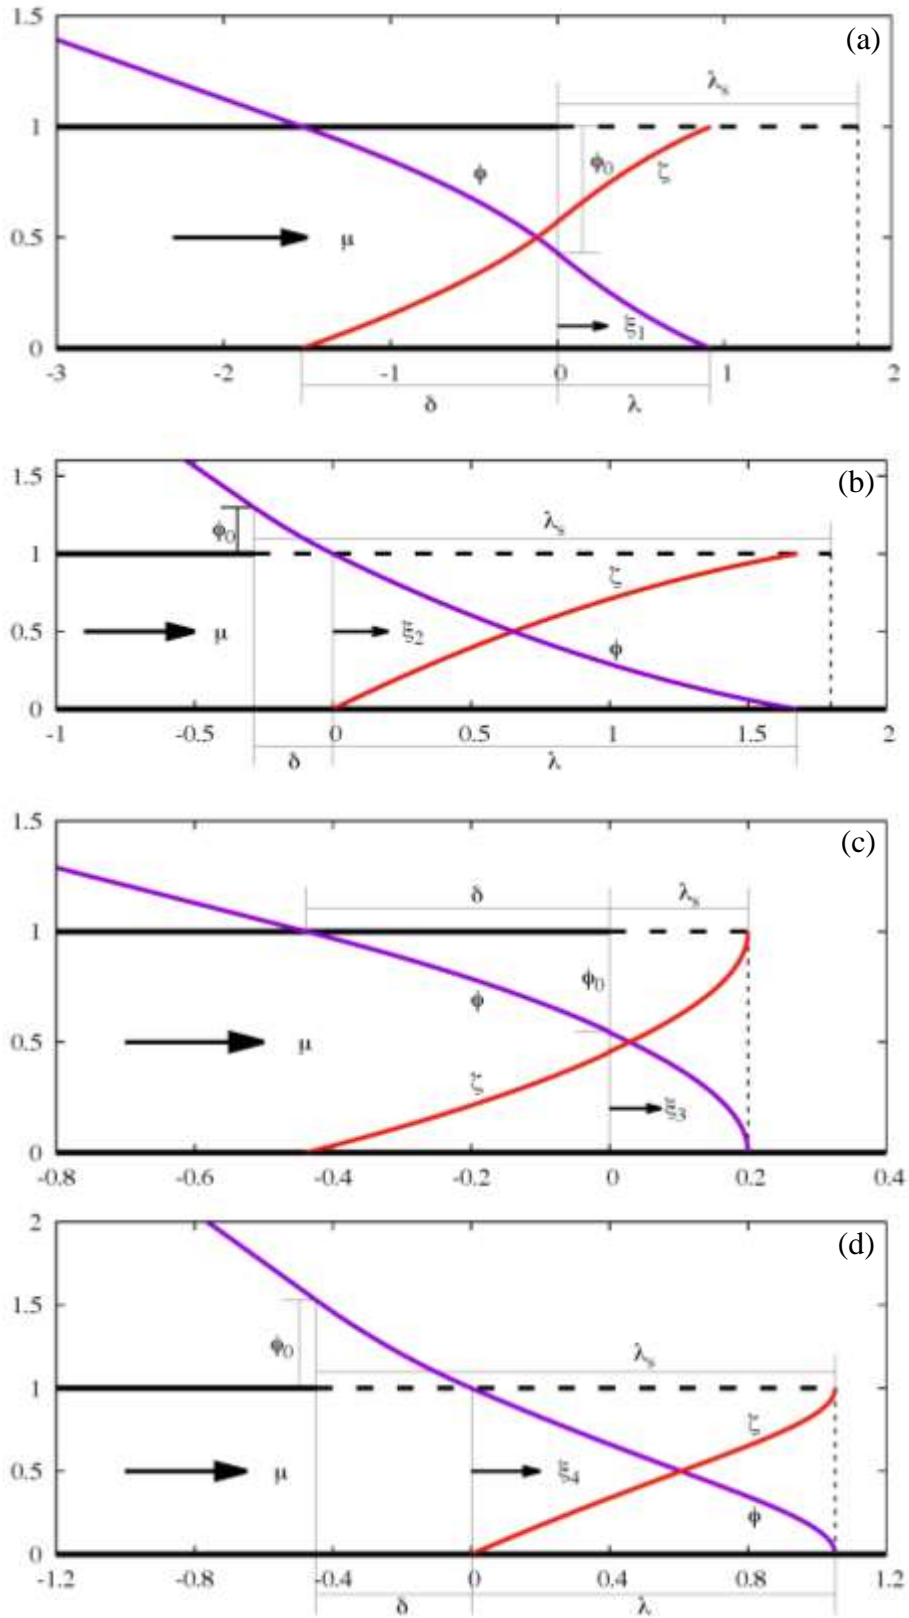 1.5
(a)
λs
1
ϕ
ϕ0
ζ
0.5
μ
ξ1
0
-3 -2 -1 0 1 2
δ λ
1.5
(b)
ϕ0
λs
1
ζ
0.5
μ
ξ2
ϕ
0
-1 -0.5 0 0.5 1 1.5 2
δ λ
1.5
(c)
δ λs
1
ϕ
ϕ0
0.5
μ
ζ
ξ3
0
-0.8 -0.6 -0.4 -0.2 0 0.2 0.4
2
(d)
1.5
ϕ0
λs
1
ζ
0.5
μ
ξ4
ϕ
0
-1.2 -0.8 -0.4 0 0.4 0.8 1.2
δ λ